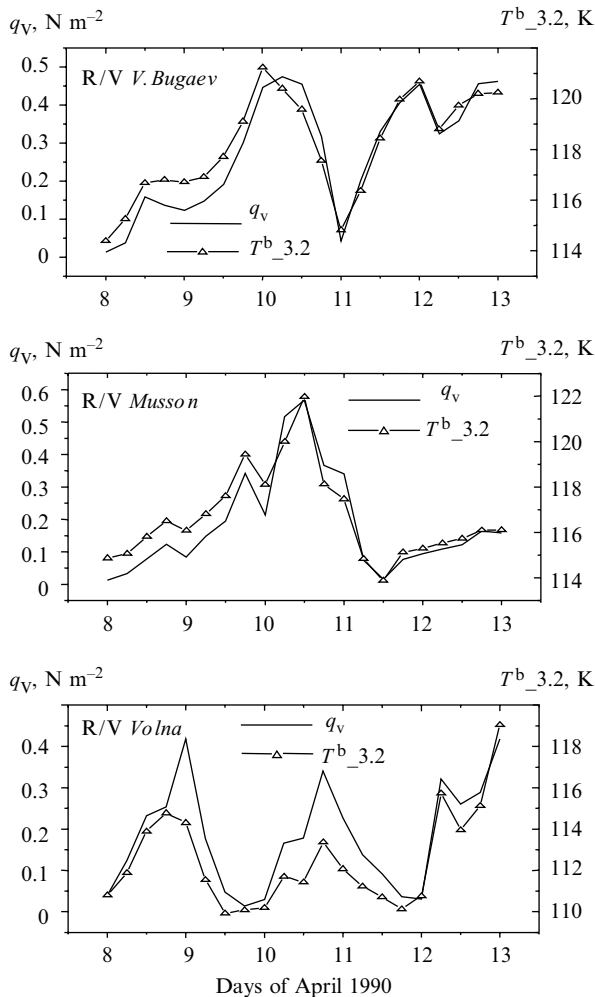 q_V, N m^–2 T^b_3.2, K
0.5
0.4
0.3
0.2
0.1
0
R/V V.Bugaev
q_v
T^b_3.2
120
118
116
114
8 9 10 11 12 13
q_V, N m^–2 T^b_3.2, K
0.6
0.5
0.4
0.3
0.2
0.1
0
R/V Musson
q_v
T^b_3.2
122
120
118
116
114
8 9 10 11 12 13
q_V, N m^–2 T^b_3.2, K
0.4
0.3
0.2
0.1
0
R/V Volna
q_v
T^b_3.2
118
116
114
112
110
8 9 10 11 12 13
Days of April 1990